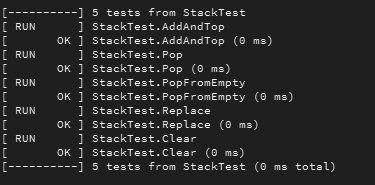 [----------] 5 tests from StackTest
[ RUN      ] StackTest.AddAndTop
[       OK ] StackTest.AddAndTop (0 ms)
[ RUN      ] StackTest.Pop
[       OK ] StackTest.Pop (0 ms)
[ RUN      ] StackTest.PopFromEmpty
[       OK ] StackTest.PopFromEmpty (0 ms)
[ RUN      ] StackTest.Replace
[       OK ] StackTest.Replace (0 ms)
[ RUN      ] StackTest.Clear
[       OK ] StackTest.Clear (0 ms)
[----------] 5 tests from StackTest (0 ms total)